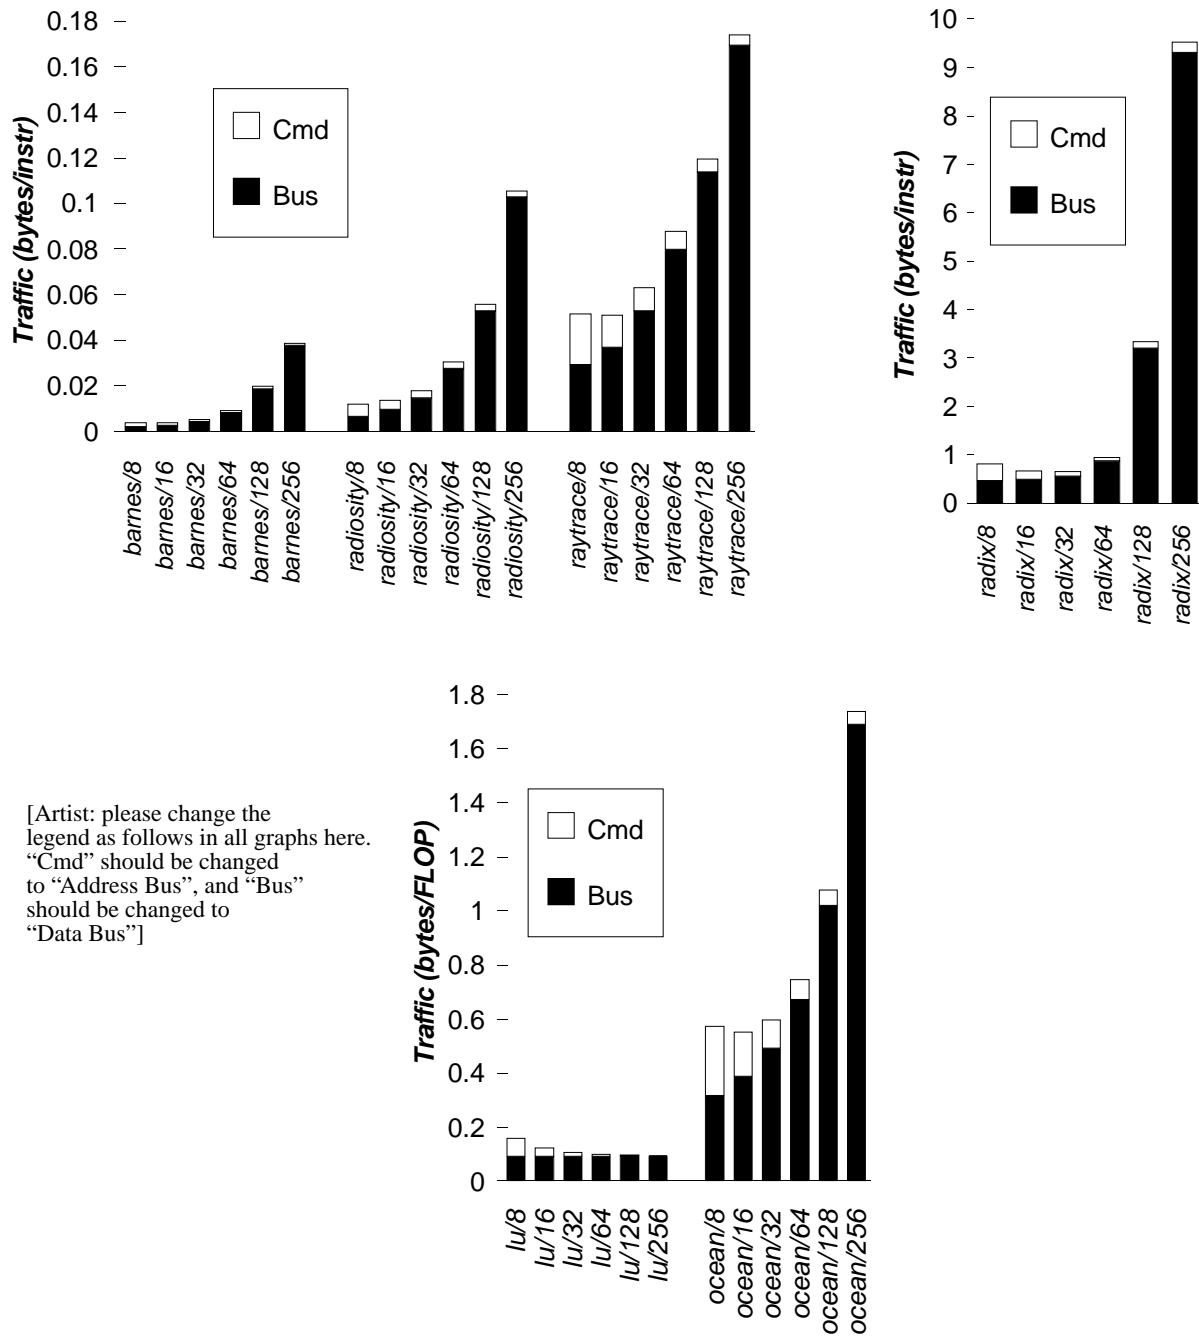 0.18
0.16
0.14
0.12
0.1
0.08
0.06
0.04
0.02
0
Traffic (bytes/instr)
Cmd
Bus
barnes/8
barnes/16
barnes/32
barnes/64
barnes/128
barnes/256
radiosity/8
radiosity/16
radiosity/32
radiosity/64
radiosity/128
radiosity/256
raytrace/8
raytrace/16
raytrace/32
raytrace/64
raytrace/128
raytrace/256
10
9
8
7
6
5
4
3
2
1
0
Traffic (bytes/instr)
Cmd
Bus
radix/8
radix/16
radix/32
radix/64
radix/128
radix/256
[Artist: please change the
legend as follows in all graphs here.
“Cmd” should be changed
to “Address Bus”, and “Bus”
should be changed to
“Data Bus”]
1.8
1.6
1.4
1.2
1
0.8
0.6
0.4
0.2
0
Traffic (bytes/FLOP)
Cmd
Bus
lu/8
lu/16
lu/32
lu/64
lu/128
lu/256
ocean/8
ocean/16
ocean/32
ocean/64
ocean/128
ocean/256